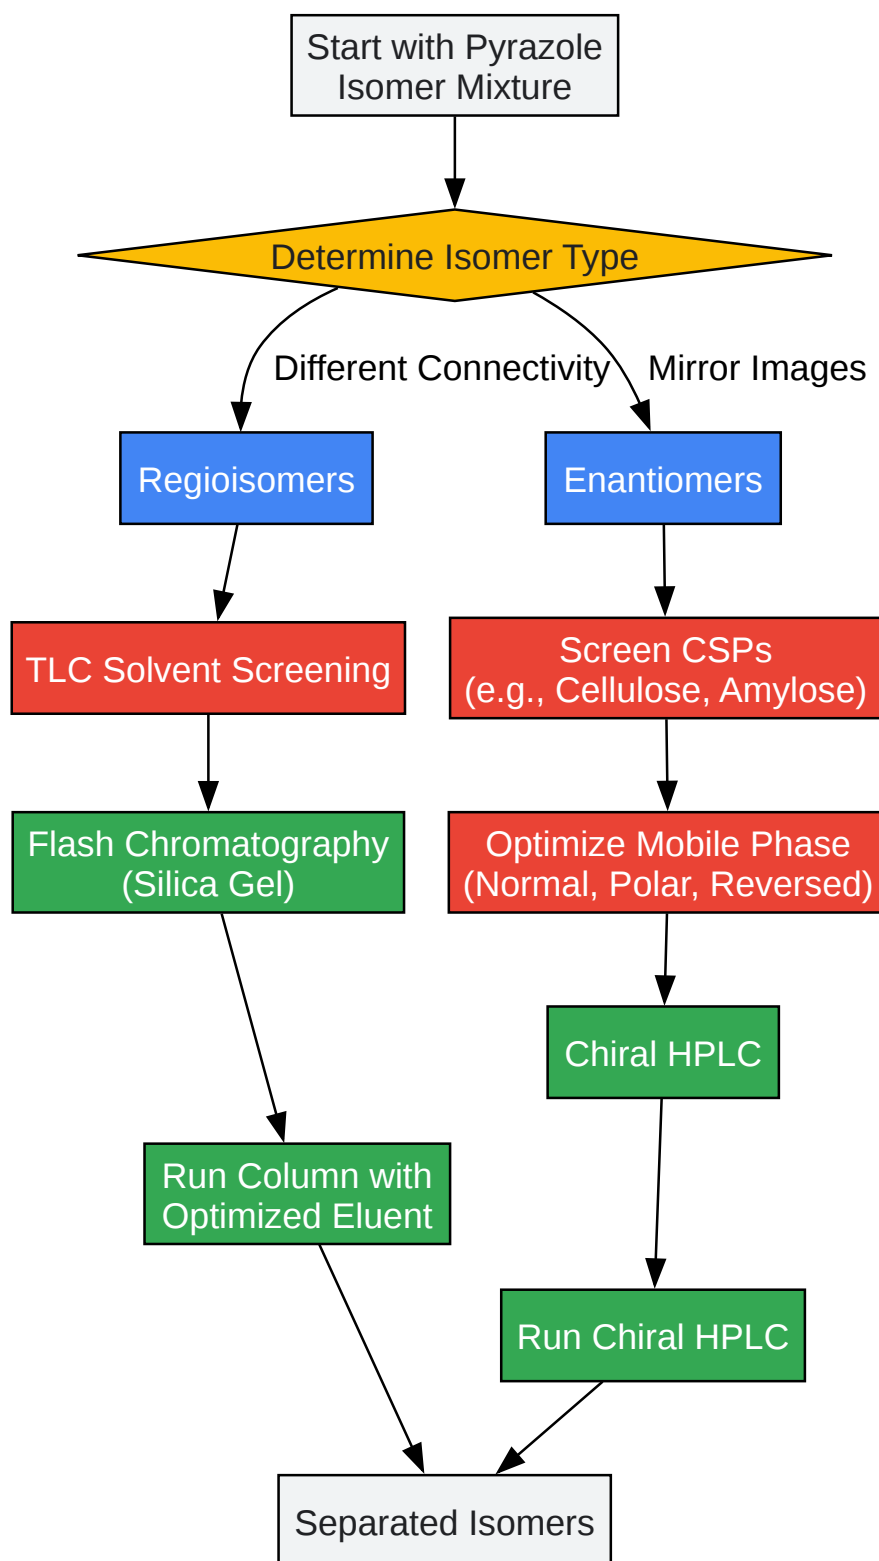 Start with Pyrazole
Isomer Mixture
Determine Isomer Type
Different Connectivity
Mirror Images
Regioisomers
Enantiomers
TLC Solvent Screening
Screen CSPs
(e.g., Cellulose, Amylose)
Flash Chromatography
(Silica Gel)
Optimize Mobile Phase
(Normal, Polar, Reversed)
Chiral HPLC
Run Column with
Optimized Eluent
Run Chiral HPLC
Separated Isomers